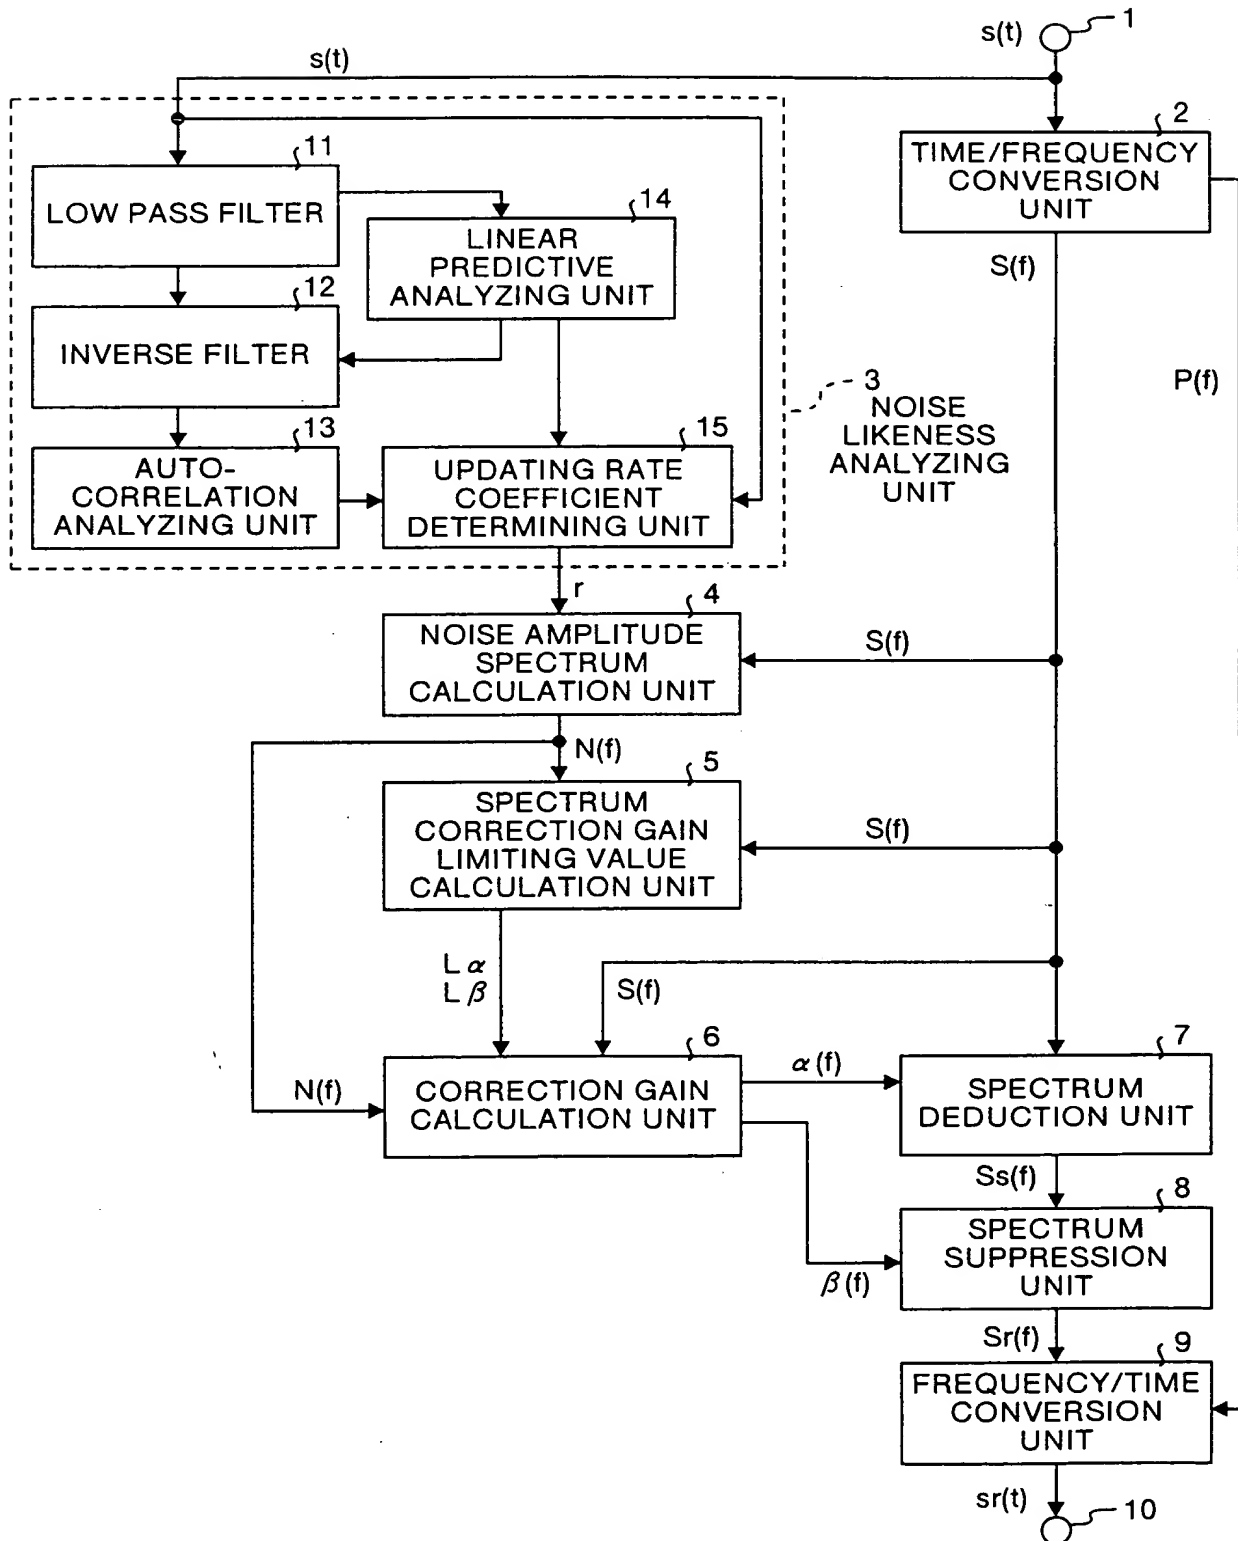 s(t)
1
s(t)
2
TIME/FREQUENCY
CONVERSION
UNIT
11
LOW PASS FILTER
14
LINEAR
PREDICTIVE
ANALYZING UNIT
S(f)
P(f)
12
INVERSE FILTER
3
NOISE
LIKENESS
ANALYZING
UNIT
13
AUTO-
CORRELATION
ANALYZING UNIT
15
UPDATING RATE
COEFFICIENT
DETERMINING UNIT
r
4
NOISE AMPLITUDE
SPECTRUM
CALCULATION UNIT
S(f)
N(f)
5
SPECTRUM
CORRECTION GAIN
LIMITING VALUE
CALCULATION UNIT
S(f)
L α
L β
S(f)
N(f)
6
CORRECTION GAIN
CALCULATION UNIT
α(f)
7
SPECTRUM
DEDUCTION UNIT
Ss(f)
8
SPECTRUM
SUPPRESSION
UNIT
β(f)
Sr(f)
9
FREQUENCY/TIME
CONVERSION
UNIT
sr(t)
10